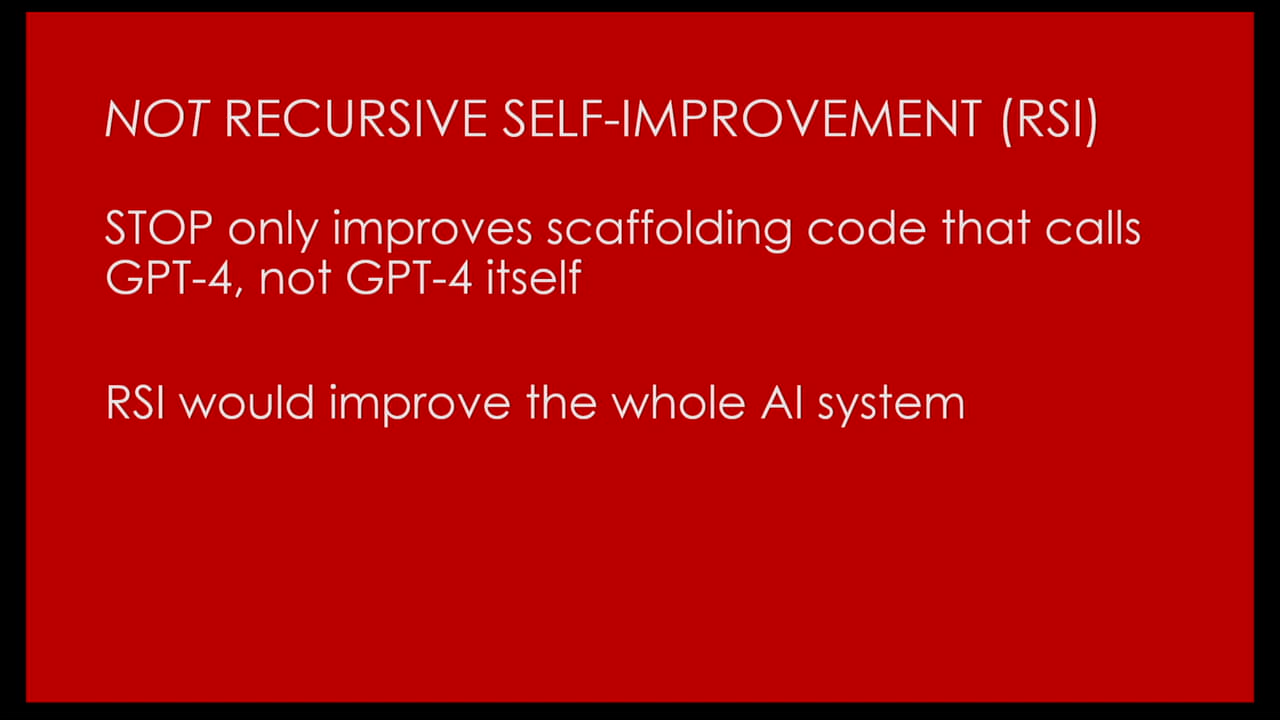 NOT RECURSIVE SELF-IMPROVEMENT (RSI)
STOP only improves scaffolding code that calls
GPT-4, not GPT-4 itself
RSI would improve the whole AI system